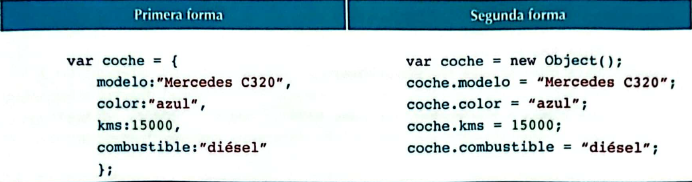 Primera forma
var coche = {
modelo:"Mercedes C320",
color:"azul",
kms:15000,
combustible:"diésel"
};
Segunda forma
var coche = new Object();
coche.modelo = “Mercedes C320”;
coche.color = “azul”;
coche.kms = 15000;
coche.combustible = “diésel”;